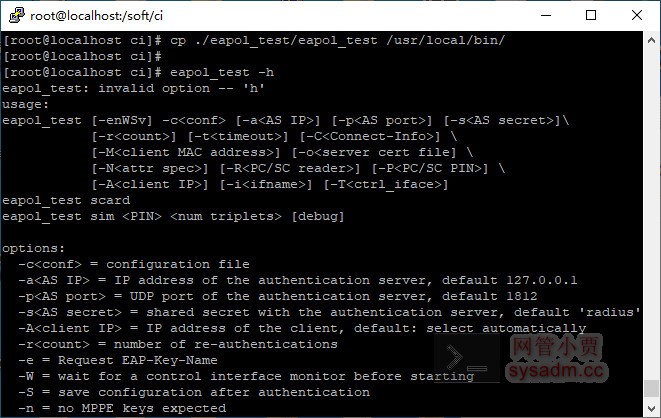 root@localhost:/soft/ci
[root@localhost ci]# cp ./eapol_test/eapol_test /usr/local/bin/
[root@localhost ci]#
[root@localhost ci]# eapol_test -h
eapol_test: invalid option -- 'h'
usage:
eapol_test [-enWSv] -c<conf> [-a<AS IP>] [-p<AS port>] [-s<AS secret>]\
[-r<count>] [-t<timeout>] [-C<Connect-Info>] \
[-M<client MAC address>] [-o<server cert file] \
[-N<attr spec>] [-R<PC/SC reader>] [-P<PC/SC PIN>] \
[-A<client IP>] [-i<ifname>] [-T<ctrl_iface>]
eapol_test scard
eapol_test sim <PIN> <num triplets> [debug]
options:
-c<conf> = configuration file
-a<AS IP> = IP address of the authentication server, default 127.0.0.1
-p<AS port> = UDP port of the authentication server, default 1812
-s<AS secret> = shared secret with the authentication server, default 'radius'
-A<client IP> = IP address of the client, default: select automatically
-r<count> = number of re-authentications
-e = Request EAP-Key-Name
-W = wait for a control interface monitor before starting
-S = save configuration after authentication
-n = no MPPE keys expected
>_
网管小贾
sysadm.cc